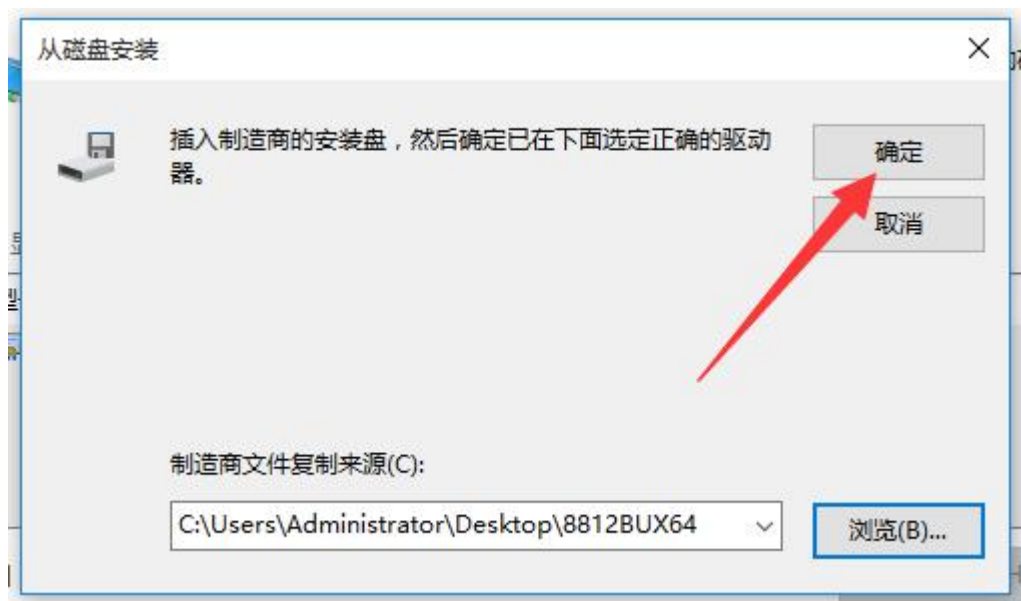 从磁盘安装
插入制造商的安装盘，然后确定已在下面选定正确的驱动
器。
确定
取消
制造商文件复制来源(C):
C:\Users\Administrator\Desktop\8812BUX64
浏览(B)...